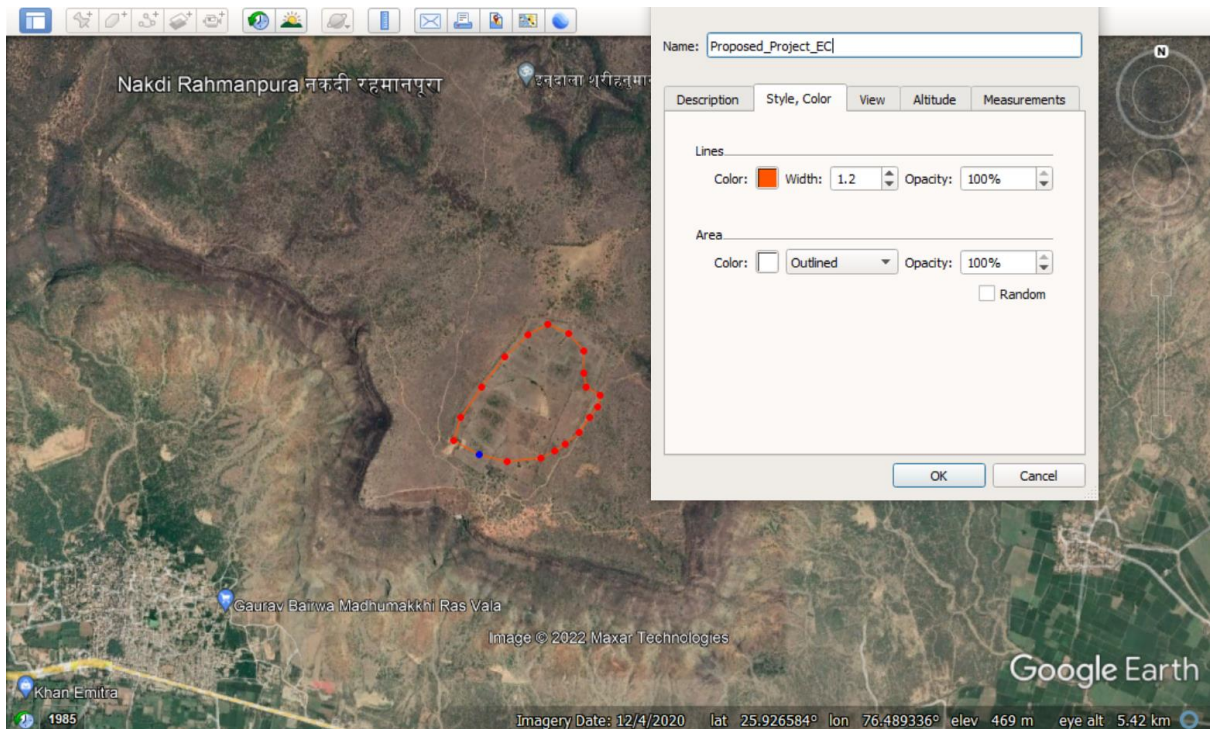 Name: Proposed_Project_EC
Description Style, Color View Altitude Measurements
Lines
Color: Width: 1.2 Opacity: 100%
Area
Color: Outlined Opacity: 100%
Random
OK Cancel
N
Nakdi Rahmanpura नकदी रहमानपुरा
Gaurav Bairwa Madhumakkhi Ras Vala
Image © 2022 Maxar Technologies
Google Earth
Khan Emitra
1985
Imagery Date: 12/4/2020 lat 25.926584° lon 76.489336° elev 469 m eye alt 5.42 km